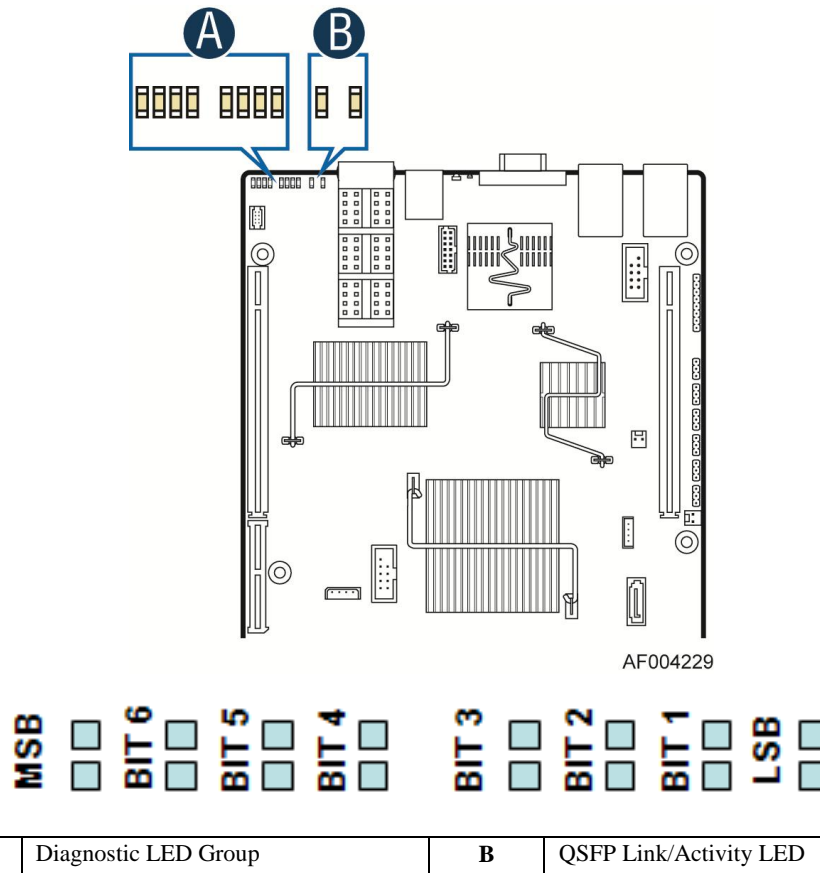 A B
AF004229
MSB BIT 6 BIT 5 BIT 4 BIT 3 BIT 2 BIT 1 LSB
Diagnostic LED Group B QSFP Link/Activity LED